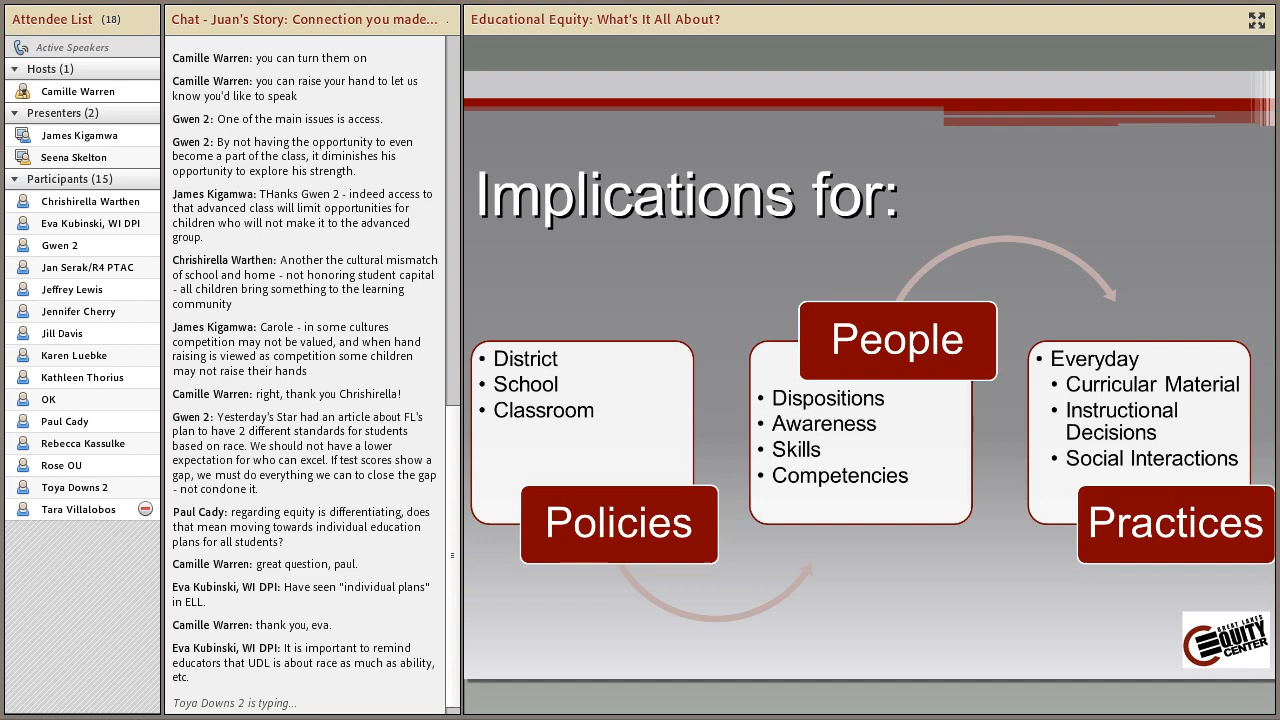 Attendee List (18)
Active Speakers
Hosts (1)
Camille Warren
Presenters (2)
James Kigamwa
Seena Skelton
Participants (15)
Chrishirella Warthen
Eva Kubinski, WI DPI
Gwen 2
Jan Serak/R4 PTAC
Jeffrey Lewis
Jennifer Cherry
Jill Davis
Karen Luebke
Kathleen Thorius
OK
Paul Cady
Rebecca Kassulke
Rose OU
Toya Downs 2
Tara Villalobos
Chat - Juan's Story: Connection you made...
Camille Warren: you can turn them on
Camille Warren: you can raise your hand to let us
know you'd like to speak
Gwen 2: One of the main issues is access.
Gwen 2: By not having the opportunity to even
become a part of the class, it diminishes his
opportunity to explore his strength.
James Kigamwa: THanks Gwen 2 - indeed access to
that advanced class will limit opportunities for
children who will not make it to the advanced
group.
Chrishirella Warthen: Another the cultural mismatch
of school and home - not honoring student capital
- all children bring something to the learning
community
James Kigamwa: Carole - in some cultures
competition may not be valued, and when hand
raising is viewed as competition some children
may not raise their hands
Camille Warren: right, thank you Chrishirella!
Gwen 2: Yesterday's Star had an article about FL's
plan to have 2 different standards for students
based on race. We should not have a lower
expectation for who can excel. If test scores show a
gap, we must do everything we can to close the gap
- not condone it.
Paul Cady: regarding equity is differentiating, does
that mean moving towards individual education
plans for all students?
Camille Warren: great question, paul.
Eva Kubinski, WI DPI: Have seen "individual plans"
in ELL.
Camille Warren: thank you, eva.
Eva Kubinski, WI DPI: It is important to remind
educators that UDL is about race as much as ability,
etc.
Toya Downs 2 is typing...
Educational Equity: What's It All About?
Implications for:
• District
• School
• Classroom
Policies
People
• Dispositions
• Awareness
• Skills
• Competencies
• Everyday
• Curricular Material
• Instructional
Decisions
• Social Interactions
Practices
GREAT LAKES
EQUITY
CENTER